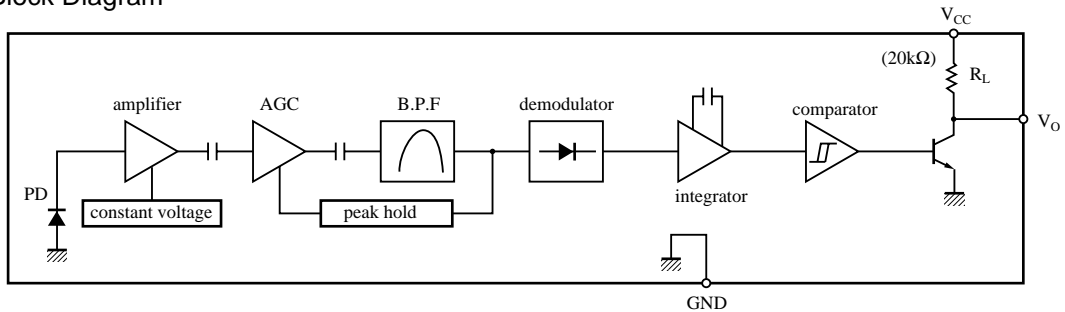 Block Diagram
V_CC
(20kΩ)
R_L
amplifier
AGC
B.P.F
demodulator
comparator
V_O
PD
constant voltage
peak hold
integrator
GND